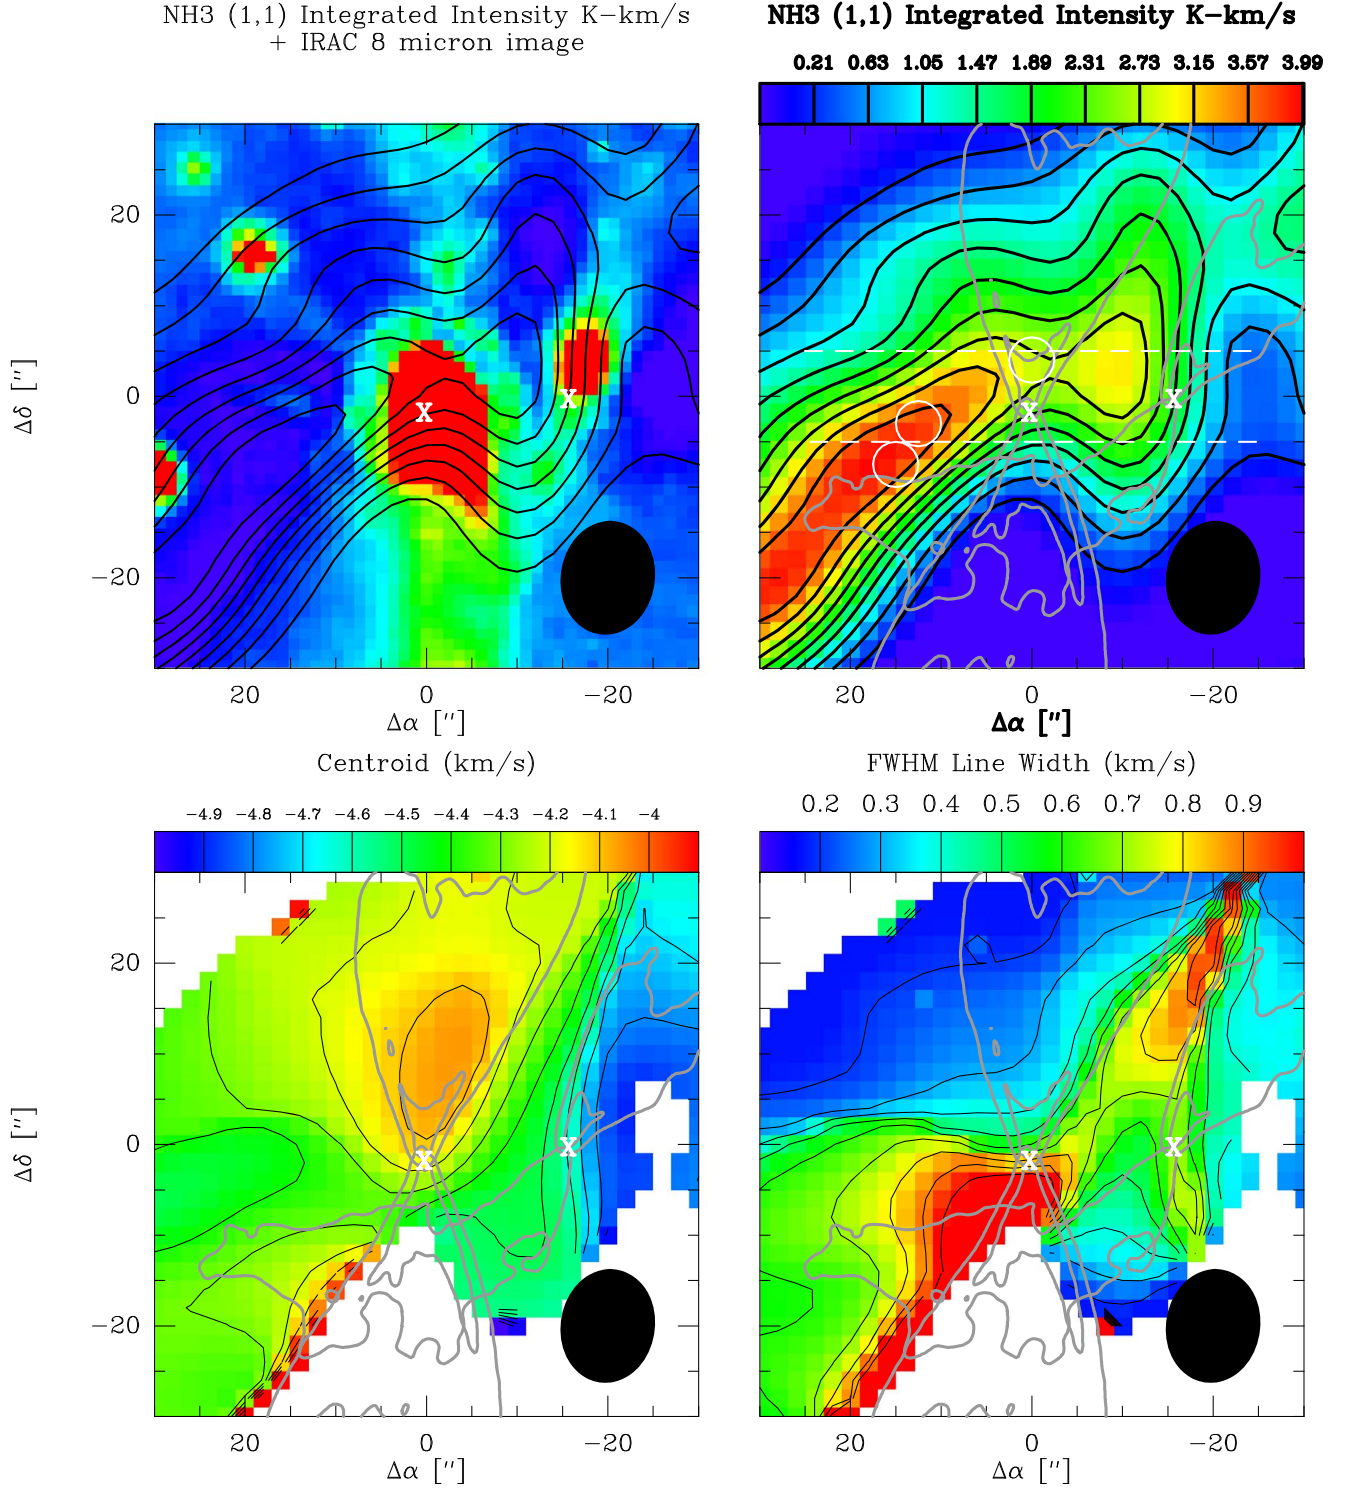 NH3 (1,1) Integrated Intensity K−km/s
+ IRAC 8 micron image
NH3 (1,1) Integrated Intensity K−km/s
0.21 0.63 1.05 1.47 1.89 2.31 2.73 3.15 3.57 3.99
20
0
−20
Δδ ["]
X X
X X
20 0 −20
Δα ["]
20 0 −20
Δα ["]
Centroid (km/s)
−4.9 −4.8 −4.7 −4.6 −4.5 −4.4 −4.3 −4.2 −4.1 −4
FWHM Line Width (km/s)
0.2 0.3 0.4 0.5 0.6 0.7 0.8 0.9
20
0
−20
Δδ ["]
X X
X X
20 0 −20
Δα ["]
20 0 −20
Δα ["]